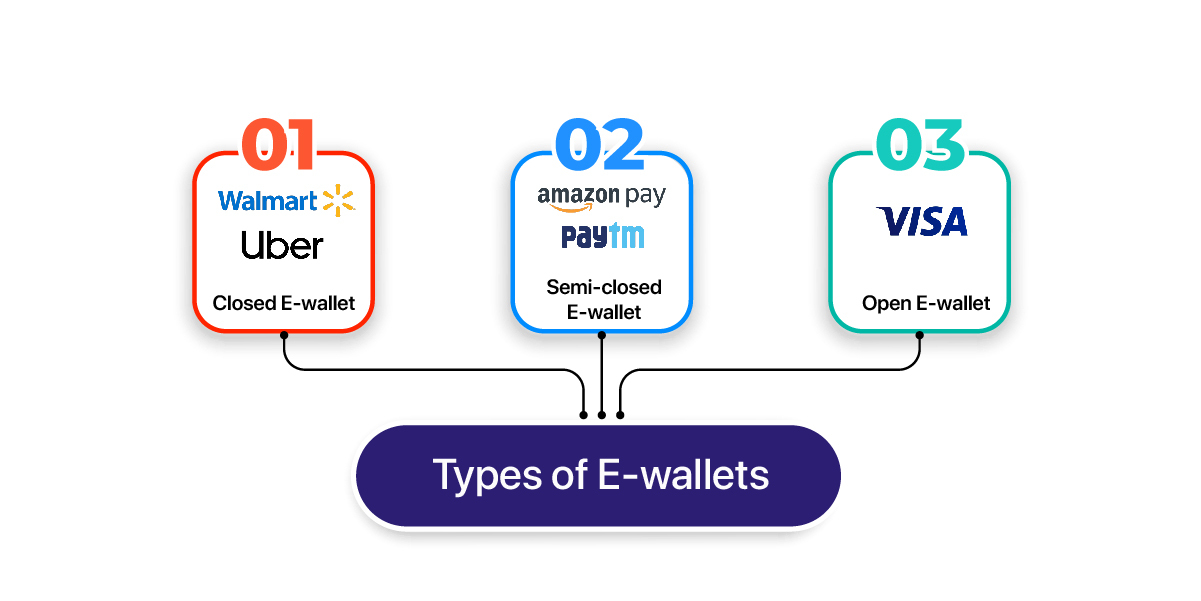 01
Walmart
Uber
Closed E-wallet
02
amazon pay
paytm
Semi-closed
E-wallet
03
VISA
Open E-wallet
Types of E-wallets